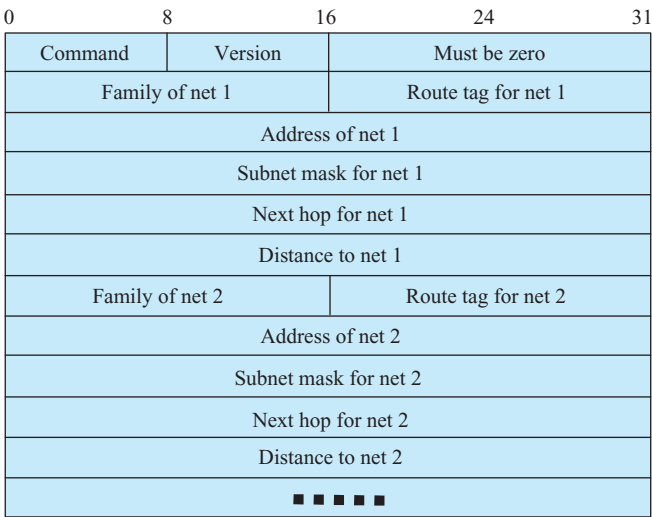 0 8 16 24 31
Command Version Must be zero
Family of net 1 Route tag for net 1
Address of net 1
Subnet mask for net 1
Next hop for net 1
Distance to net 1
Family of net 2 Route tag for net 2
Address of net 2
Subnet mask for net 2
Next hop for net 2
Distance to net 2